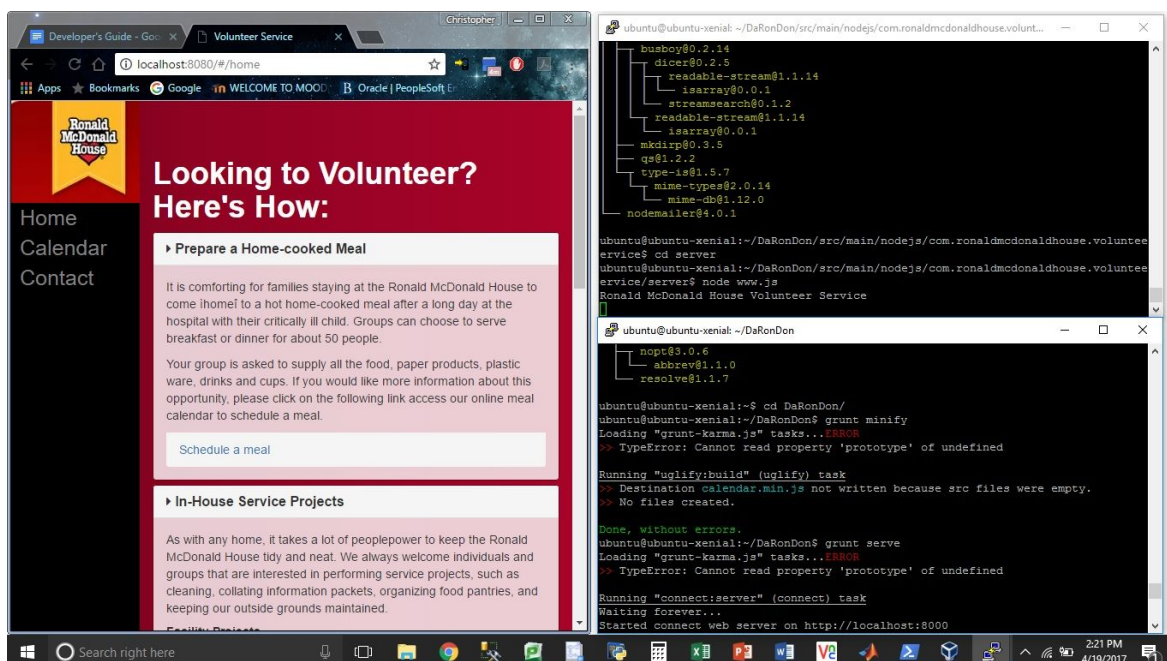 Christopher
Developer's Guide - Goo
Volunteer Service
localhost:8080/#/home
Apps
Bookmarks
Google
WELCOME TO MOOD
Oracle | PeopleSoft E
Ronald
McDonald
House
Home
Calendar
Contact
Looking to Volunteer?
Here's How:
Prepare a Home-cooked Meal
It is comforting for families staying at the Ronald McDonald House to
come ìhomeî to a hot home-cooked meal after a long day at the
hospital with their critically ill child. Groups can choose to serve
breakfast or dinner for about 50 people.
Your group is asked to supply all the food, paper products, plastic
ware, drinks and cups. If you would like more information about this
opportunity, please click on the following link access our online meal
calendar to schedule a meal.
Schedule a meal
In-House Service Projects
As with any home, it takes a lot of peoplepower to keep the Ronald
McDonald House tidy and neat. We always welcome individuals and
groups that are interested in performing service projects, such as
cleaning, collating information packets, organizing food pantries, and
keeping our outside grounds maintained.
Facility Projects
ubuntu@ubuntu-xenial: ~/DaRonDon/src/main/nodejs/com.ronaldmcdonaldhouse.volunt...
busboy@0.2.14
dicer@0.2.5
readable-stream@1.1.14
isarray@0.0.1
streamsearch@0.1.2
readable-stream@1.1.14
isarray@0.0.1
mkdirp@0.3.5
qs@1.2.2
type-is@1.5.7
mime-types@2.0.14
mime-db@1.12.0
nodemailer@4.0.1
ubuntu@ubuntu-xenial:~/DaRonDon/src/main/nodejs/com.ronaldmcdonaldhouse.voluntee
ervice$ cd server
ubuntu@ubuntu-xenial:~/DaRonDon/src/main/nodejs/com.ronaldmcdonaldhouse.voluntee
ervice/server$ node www.js
Ronald McDonald House Volunteer Service
ubuntu@ubuntu-xenial: ~/DaRonDon
nopt@3.0.6
abbrev@1.1.0
resolve@1.1.7
ubuntu@ubuntu-xenial:~$ cd DaRonDon/
ubuntu@ubuntu-xenial:~/DaRonDon$ grunt minify
Loading "grunt-karma.js" tasks...ERROR
>> TypeError: Cannot read property 'prototype' of undefined
Running "uglify:build" (uglify) task
>> Destination calendar.min.js not written because src files were empty.
>> No files created.
Done, without errors.
ubuntu@ubuntu-xenial:~/DaRonDon$ grunt serve
Loading "grunt-karma.js" tasks...ERROR
>> TypeError: Cannot read property 'prototype' of undefined
Running "connect:server" (connect) task
Waiting forever...
Started connect web server on http://localhost:8000
Search right here
2:21 PM
4/19/2017